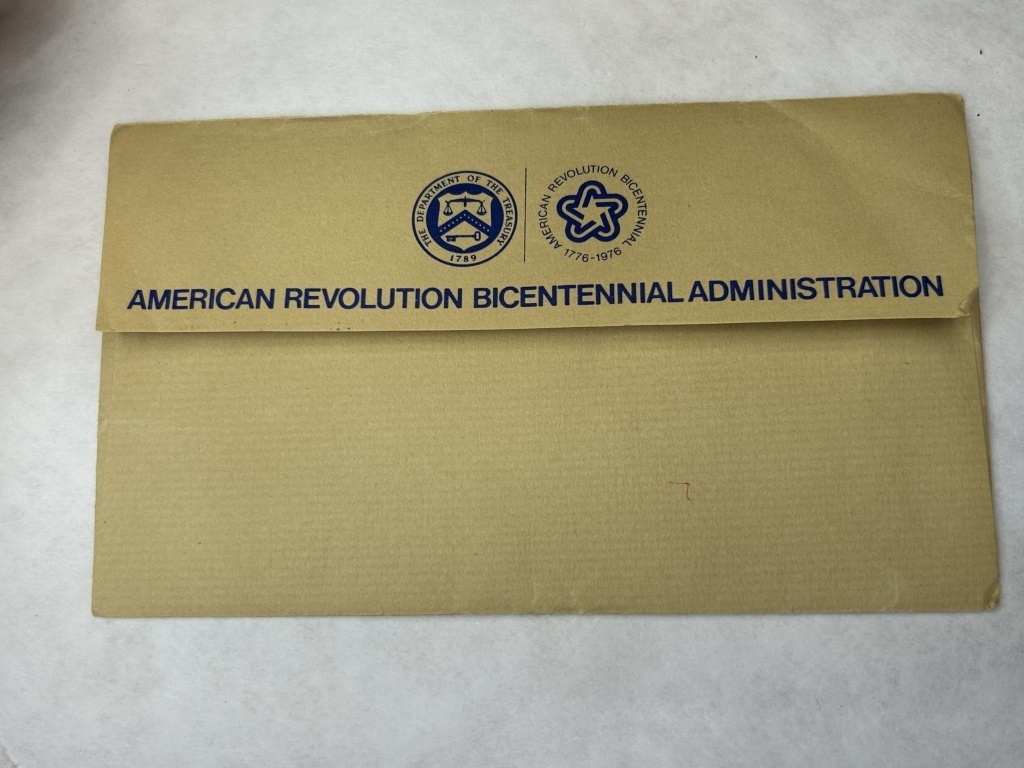 THE DEPARTMENT OF THE TREASURY
1789
AMERICAN REVOLUTION BICENTENNIAL
1776-1976
AMERICAN REVOLUTION BICENTENNIAL ADMINISTRATION